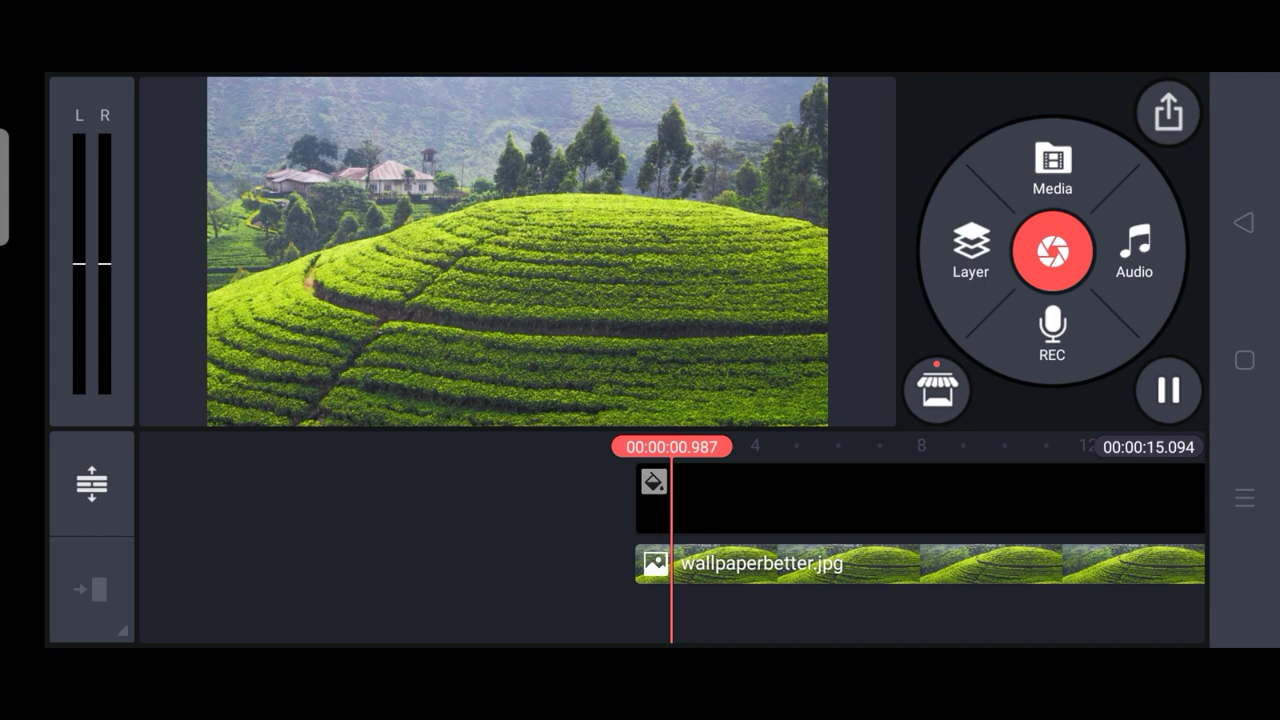 L R
Media
Layer
Audio
REC
00:00:00.987 4 8 12 00:00:15.094
wallpaperbetter.jpg